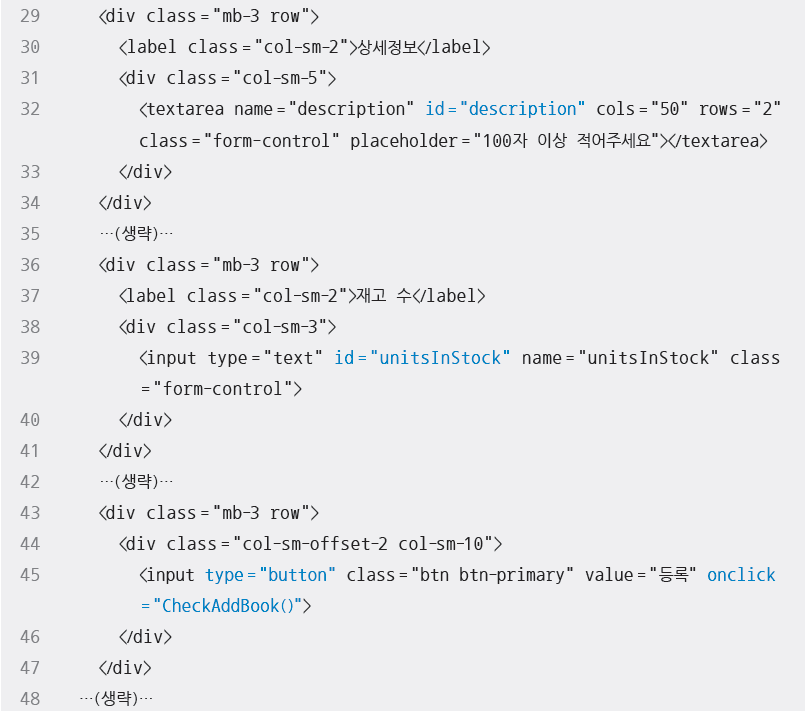 29 <div class="mb-3 row">
30 <label class="col-sm-2">상세정보</label>
31 <div class="col-sm-5">
32 <textarea name="description" id="description" cols="50" rows="2"
class="form-control" placeholder="100자 이상 적어주세요"></textarea>
33 </div>
34 </div>
35 …(생략)…
36 <div class="mb-3 row">
37 <label class="col-sm-2">재고 수</label>
38 <div class="col-sm-3">
39 <input type="text" id="unitsInStock" name="unitsInStock" class
="form-control">
40 </div>
41 </div>
42 …(생략)…
43 <div class="mb-3 row">
44 <div class="col-sm-offset-2 col-sm-10">
45 <input type="button" class="btn btn-primary" value="등록" onclick
="CheckAddBook()">
46 </div>
47 </div>
48 …(생략)…